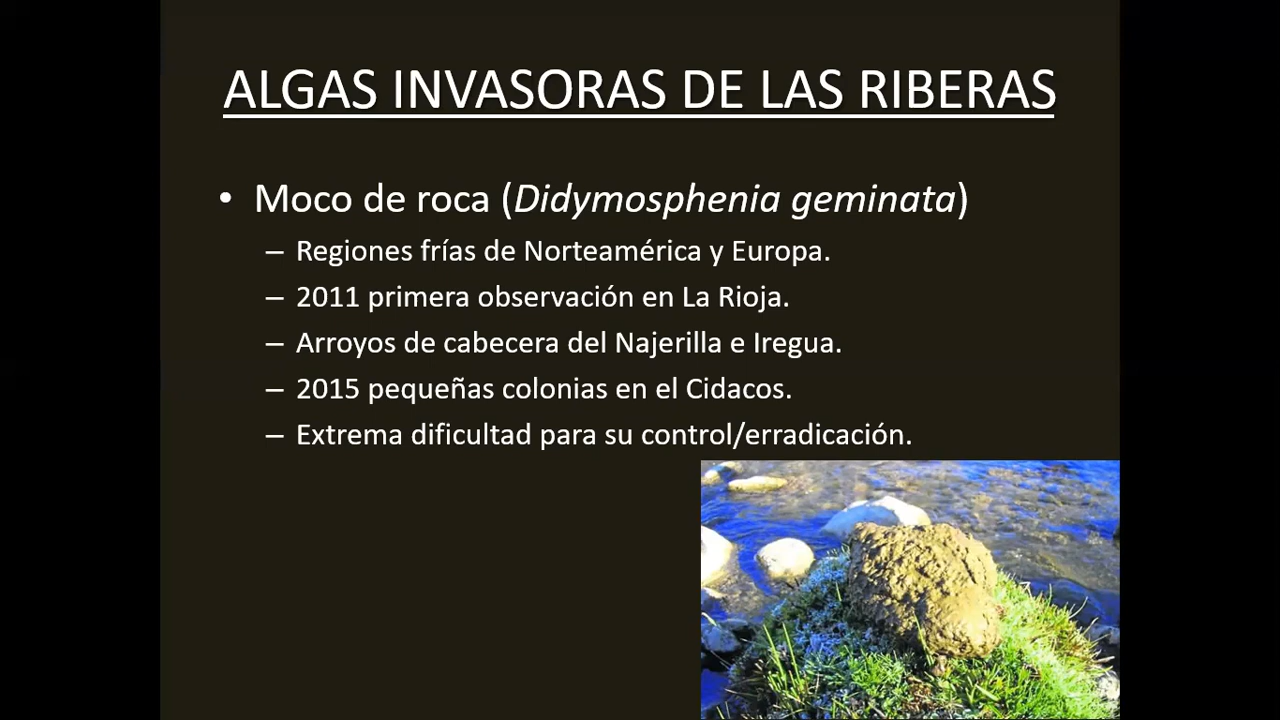 ALGAS INVASORAS DE LAS RIBERAS
• Moco de roca (Didymosphenia geminata)
– Regiones frías de Norteamérica y Europa.
– 2011 primera observación en La Rioja.
– Arroyos de cabecera del Najerilla e Iregua.
– 2015 pequeñas colonias en el Cidacos.
– Extrema dificultad para su control/erradicación.